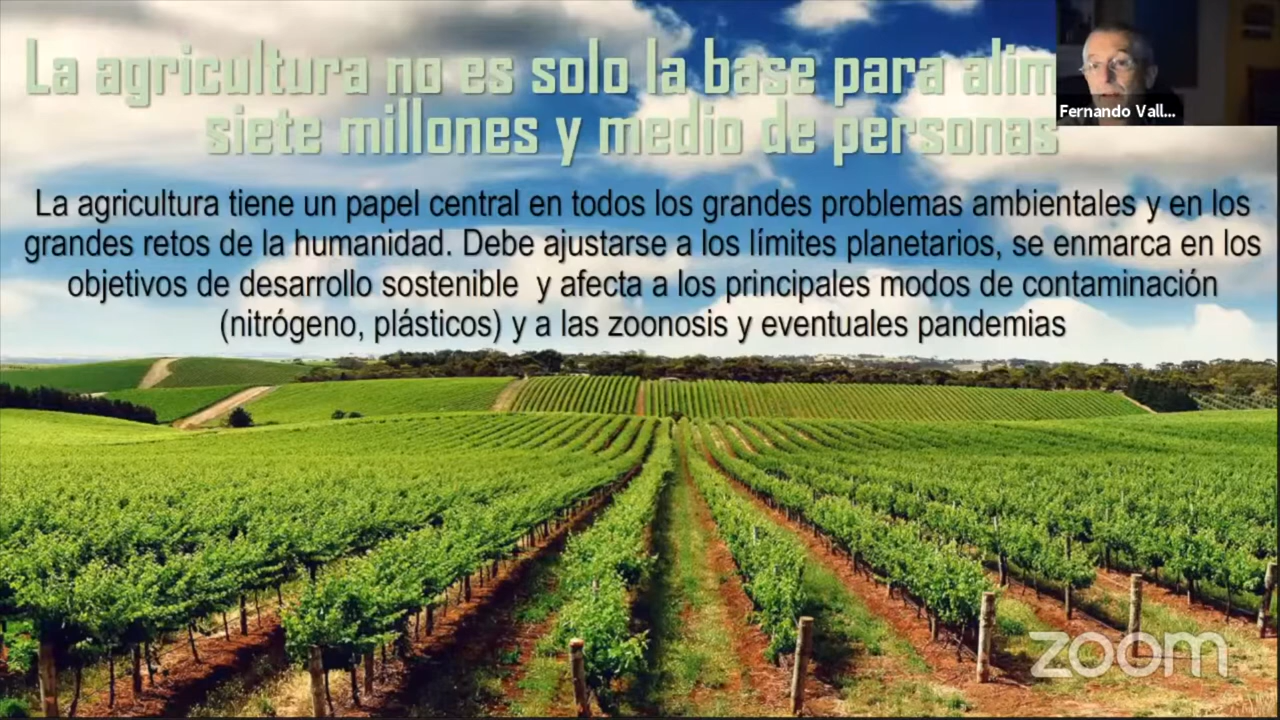 La agricultura no es solo la base para alim
siete millones y medio de personas
Fernando Vall...
La agricultura tiene un papel central en todos los grandes problemas ambientales y en los
grandes retos de la humanidad. Debe ajustarse a los límites planetarios, se enmarca en los
objetivos de desarrollo sostenible y afecta a los principales modos de contaminación
(nitrógeno, plásticos) y a las zoonosis y eventuales pandemias
zoom